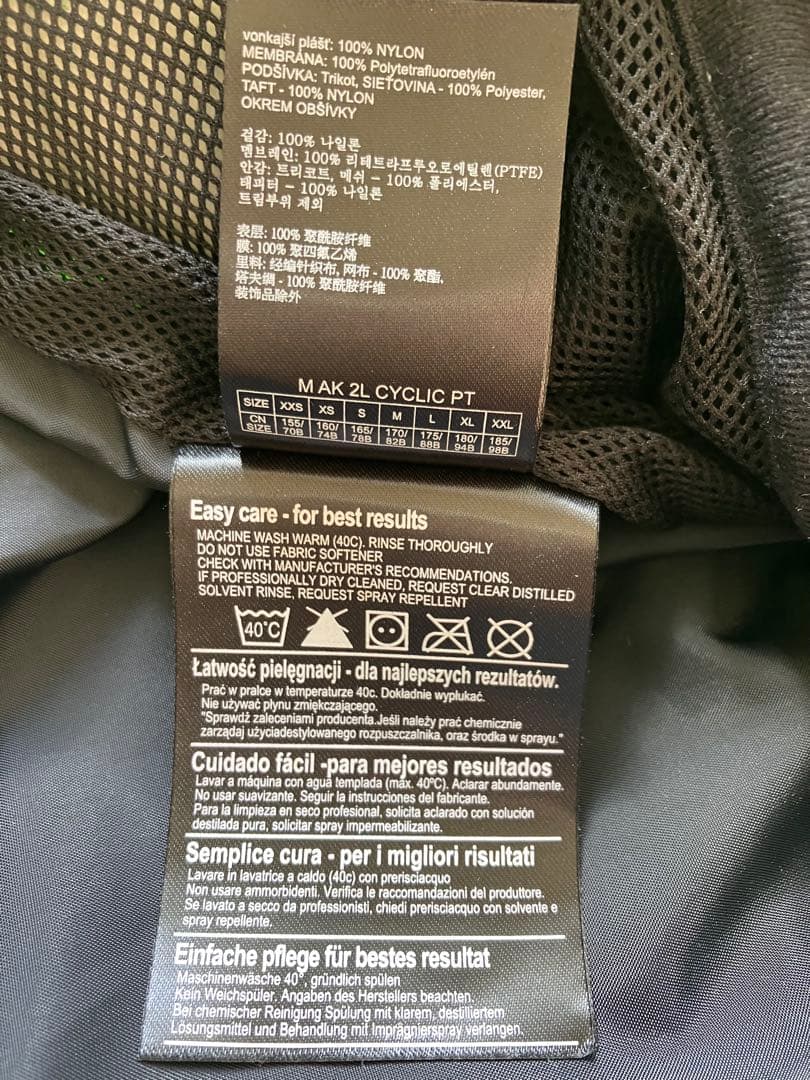 vonkajší plášť: 100% NYLON
MEMBRÁNA: 100% Polytetrafluoroetylén
PODŠÍVKA: Trikot, SIEŤOVINA - 100% Polyester,
TAFT - 100% NYLON
OKREM OBŠÍVKY
겉감: 100% 나일론
멤브레인: 100% 리테트라프루오로에틸렌(PTFE)
안감: 트리코트, 메쉬 – 100% 폴리에스터,
태피터 – 100% 나일론
트림부위 제외
表层: 100% 聚酰胺纤维
膜: 100% 聚四氟乙烯
里料: 经编针织布, 网布 - 100% 聚酯,
塔夫綢 - 100% 聚酰胺纤维
装饰品除外
M AK 2L CYCLIC PT
SIZE XXS XS S M L XL XXL
CN SIZE 155/70B 160/74B 165/78B 170/82B 175/88B 180/94B 185/98B
Easy care - for best results
MACHINE WASH WARM (40C). RINSE THOROUGHLY
DO NOT USE FABRIC SOFTENER
CHECK WITH MANUFACTURER'S RECOMMENDATIONS.
IF PROFESSIONALLY DRY CLEANED, REQUEST CLEAR DISTILLED
SOLVENT RINSE, REQUEST SPRAY REPELLENT
40°C
Łatwość pielęgnacji - dla najlepszych rezultatów.
Prać w pralce w temperaturze 40c. Dokładnie wypłukać.
Nie używać płynu zmiękczającego.
"Sprawdź zaleceniami producenta.Jeśli należy prać chemicznie
zarządaj użyciadestylowanego rozpuszczalnika, oraz środka w sprayu."
Cuidado fácil -para mejores resultados
Lavar a máquina con agua templada (máx. 40ºC). Aclarar abundamente.
No usar suavizante. Seguir la instrucciones del fabricante.
Para la limpieza en seco profesional, solicita aclarado con solución
destilada pura, solicitar spray impermeabilizante.
Semplice cura - per i migliori risultati
Lavare in lavatrice a caldo (40c) con prerisciacquo
Non usare ammorbidenti. Verifica le raccomandazioni del produttore.
Se lavato a secco da professionisti, chiedi prerisciacquo con solvente e
spray repellente.
Einfache pflege für bestes resultat
Maschinenwäsche 40°, gründlich spülen
Kein Weichspüler. Angaben des Herstellers beachten.
Bei chemischer Reinigung Spülung mit klarem, destilliertem
Lösungsmittel und Behandlung mit Imprägnierspray verlangen.